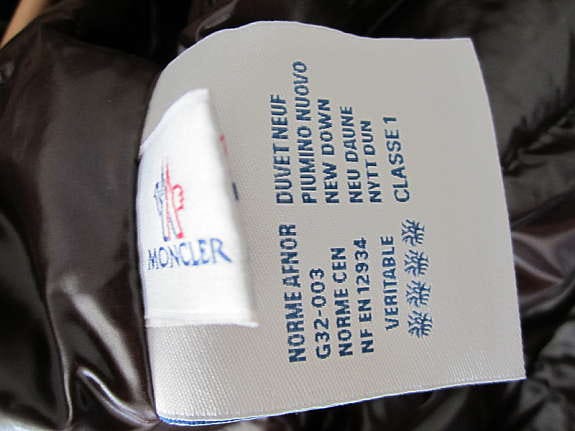 MONCLER
NORME AFNOR DUVET NEUF
G32-003 PIUMINO NUOVO
NORME CEN NEW DOWN
NF EN 12934 NEU DAUNE
NYTT DUN
VERITABLE CLASSE 1